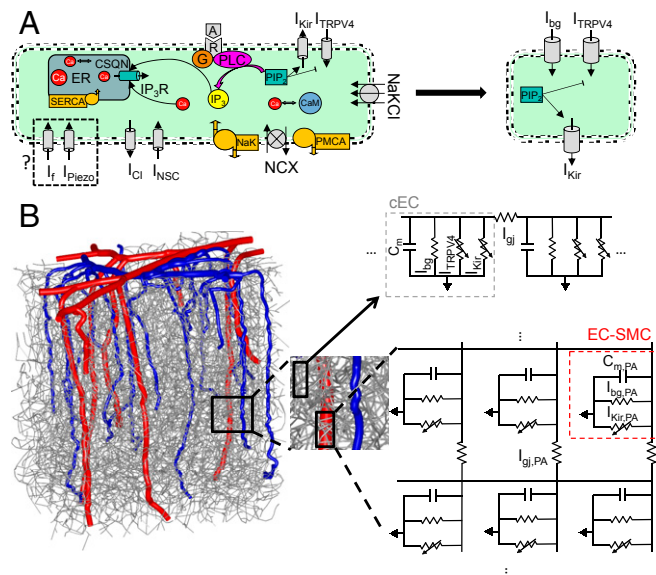 A
A
R
G
PLC
I_Kir
I_TRPV4
Ca
CSQN
Ca
ER
Ca
IP₃R
SERCA
Ca
IP₃
PIP₂
Ca
CaM
NaKCl
?
I_f
I_Piezo
I_Cl
I_NSC
NaK
NCX
PMCA
I_bg
I_TRPV4
PIP₂
I_Kir
B
cEC
...
C_m
I_bg
I_TRPV4
I_Kir
I_gj
...
...
EC-SMC
C_m,PA
I_bg,PA
I_Kir,PA
I_gj,PA
...